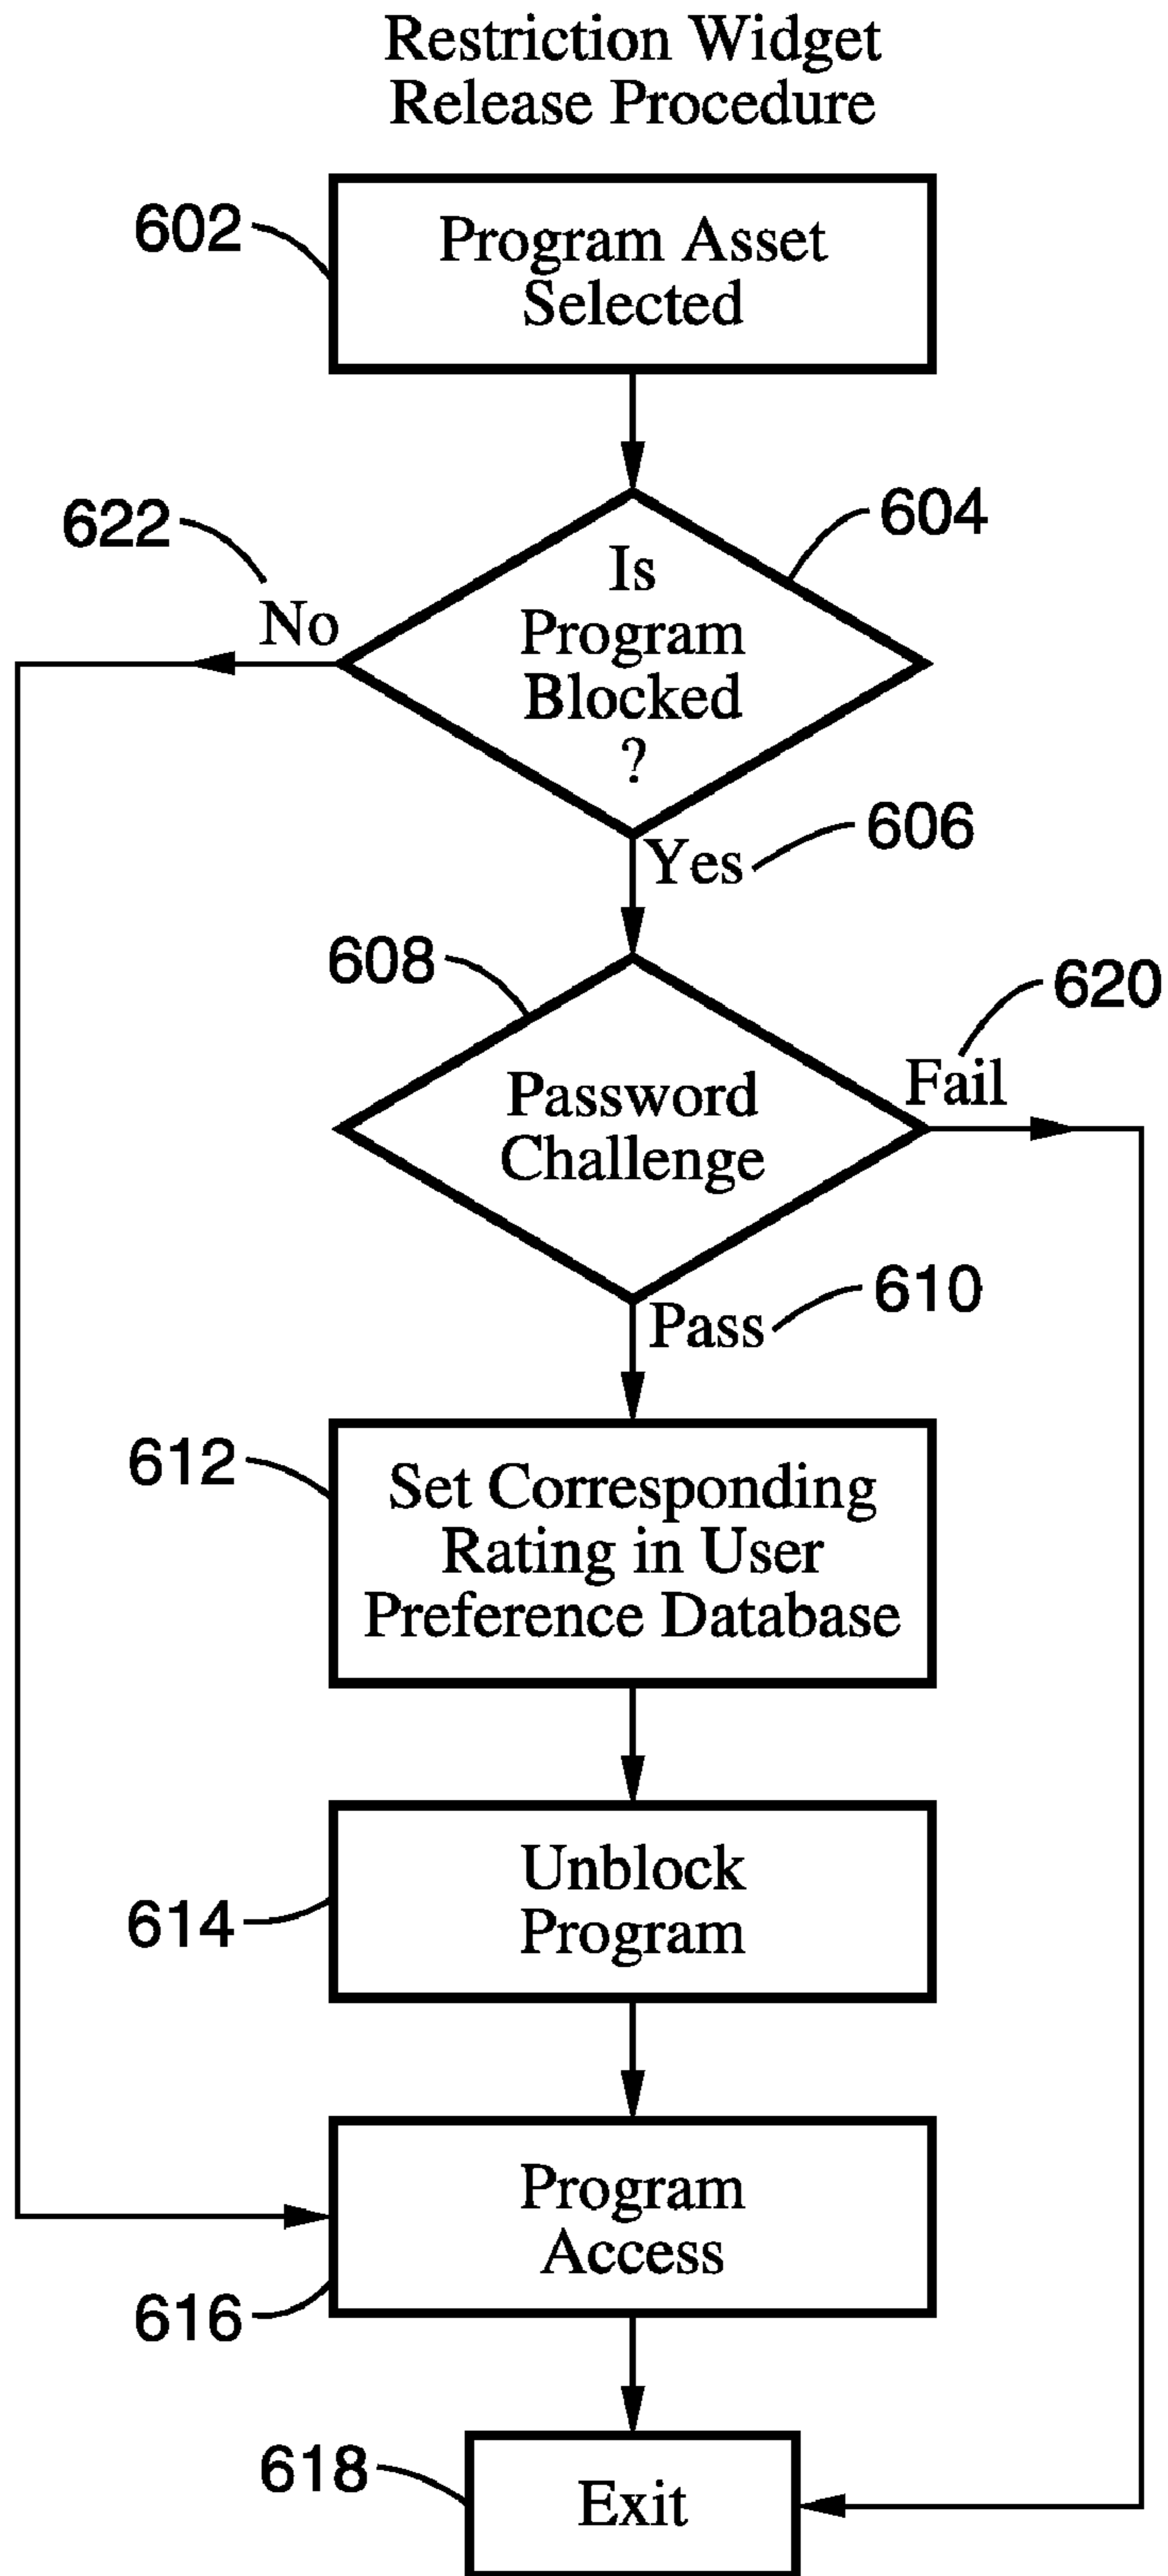 Restriction Widget
Release Procedure
602
Program Asset
Selected
622
604
No
Is
Program
Blocked
?
606
Yes
608
620
Fail
Password
Challenge
610
Pass
612
Set Corresponding
Rating in User
Preference Database
614
Unblock
Program
Program
Access
616
618
Exit